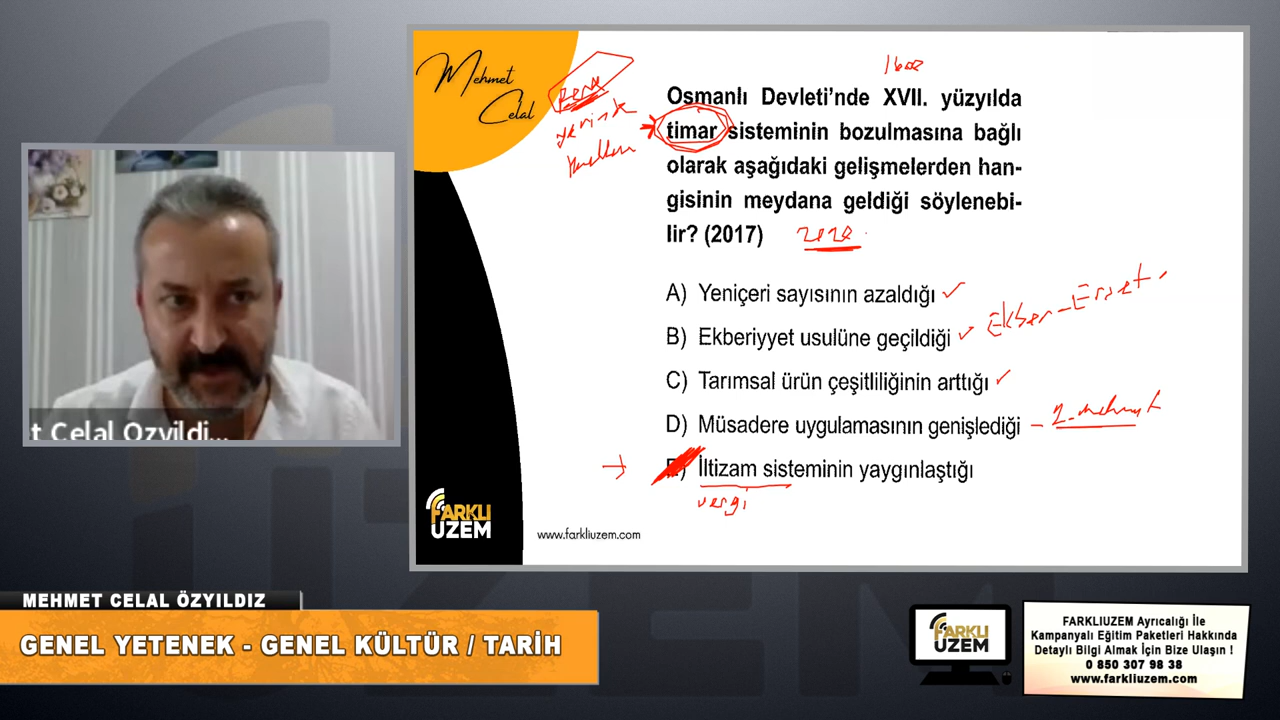 Mehmet
Celal
1600
Osmanlı Devleti’nde XVII. yüzyılda
timar sisteminin bozulmasına bağlı
olarak aşağıdaki gelişmelerden han-
gisinin meydana geldiği söylenebi-
lir? (2017)
A) Yeniçeri sayısının azaldığı
B) Ekberiyyet usulüne geçildiği
Ekber - Erşet
C) Tarımsal ürün çeşitliliğinin arttığı
D) Müsadere uygulamasının genişlediği
2. mehmet
E) İltizam sisteminin yaygınlaştığı
vergi
FARKLI
UZEM
www.farkliuzem.com
t Celal Ozyildi...
MEHMET CELAL ÖZYILDIZ
GENEL YETENEK - GENEL KÜLTÜR / TARİH
FARKLI
UZEM
FARKLIUZEM Ayrıcalığı İle
Kampanyalı Eğitim Paketleri Hakkında
Detaylı Bilgi Almak İçin Bize Ulaşın !
0 850 307 98 38
www.farkliuzem.com